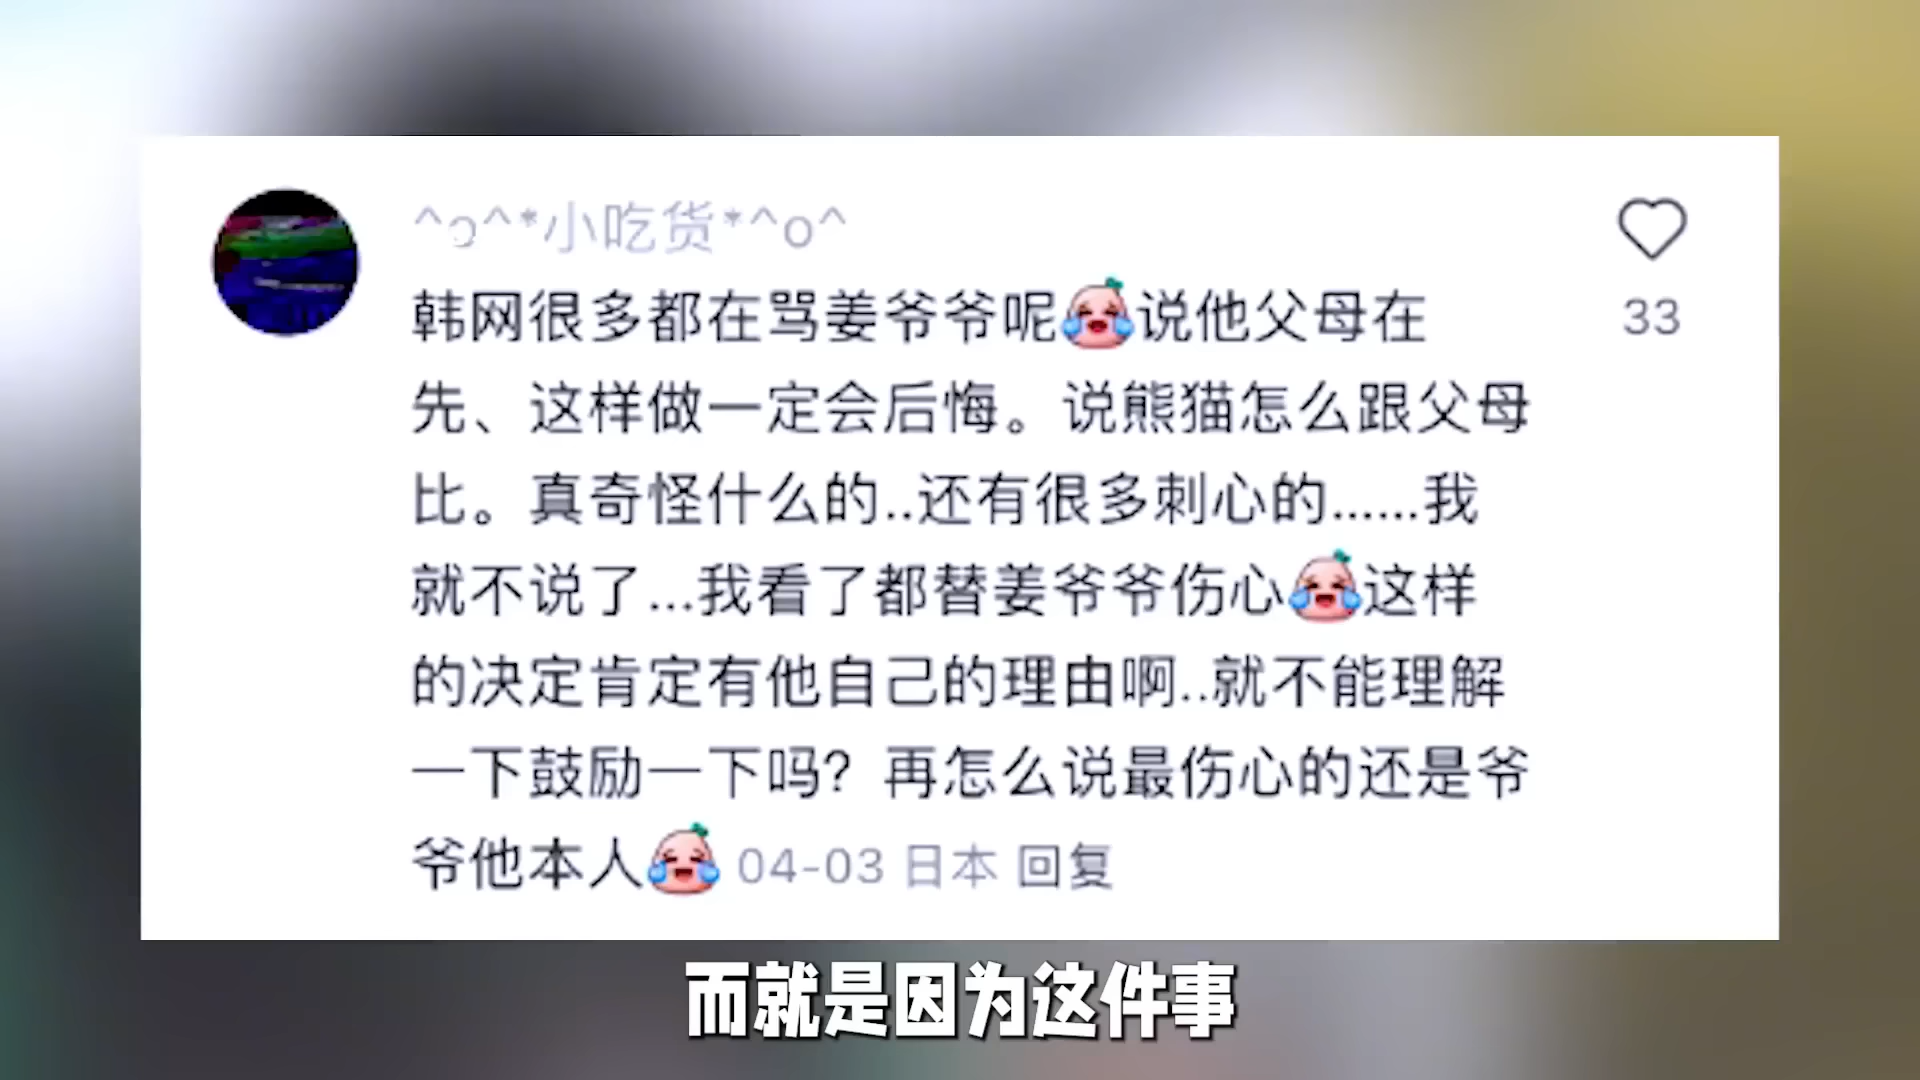 ^ɔ^*小吃货*^o^
韩网很多都在骂姜爷爷呢说他父母在
33
先、这样做一定会后悔。说熊猫怎么跟父母
比。真奇怪什么的..还有很多刺心的......我
就不说了...我看了都替姜爷爷伤心这样
的决定肯定有他自己的理由啊..就不能理解
一下鼓励一下吗？再怎么说最伤心的还是爷
爷他本人 04-03 日本 回复
而就是因为这件事